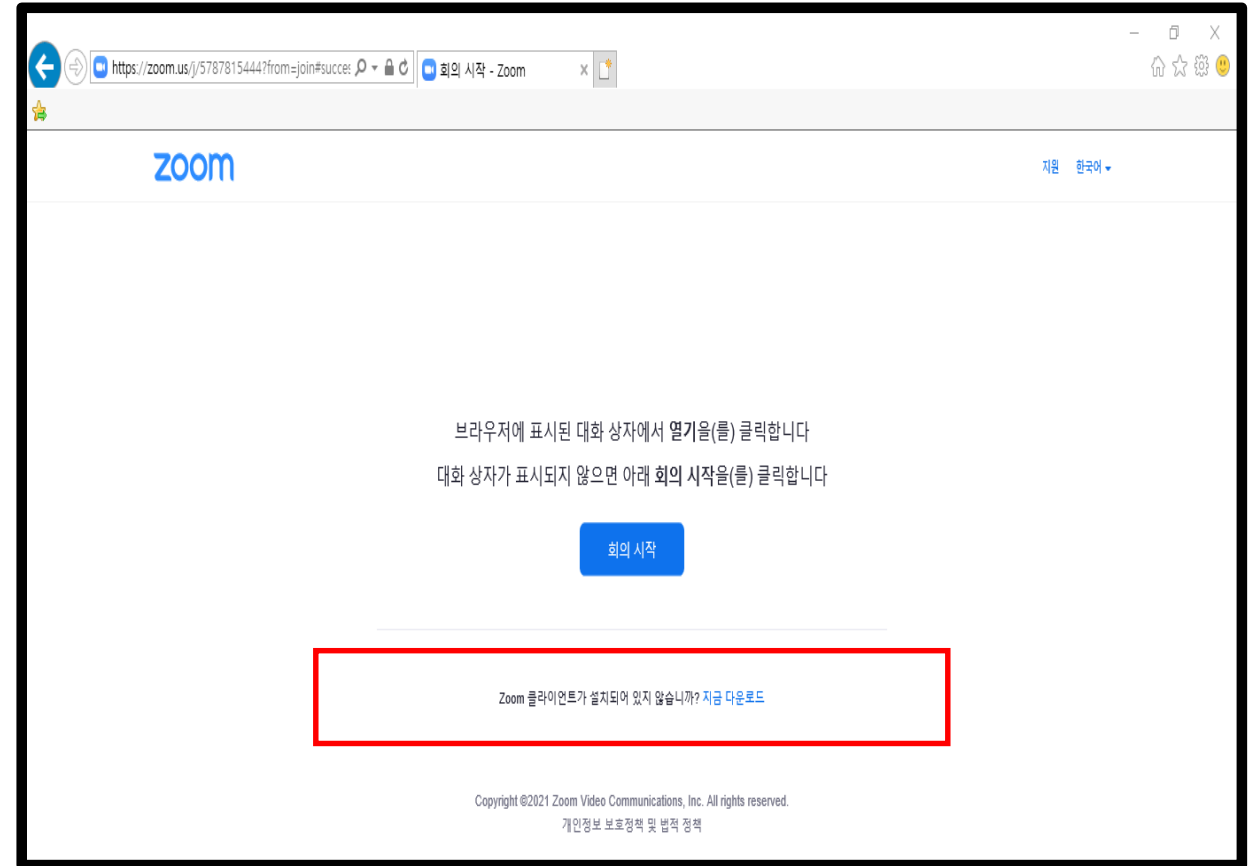 https://zoom.us/j/5787815444?from=join#succes
회의 시작 - Zoom
zoom
지원 한국어
브라우저에 표시된 대화 상자에서 열기을(를) 클릭합니다
대화 상자가 표시되지 않으면 아래 회의 시작을(를) 클릭합니다
회의 시작
Zoom 클라이언트가 설치되어 있지 않습니까? 지금 다운로드
Copyright ©2021 Zoom Video Communications, Inc. All rights reserved.
개인정보 보호정책 및 법적 정책